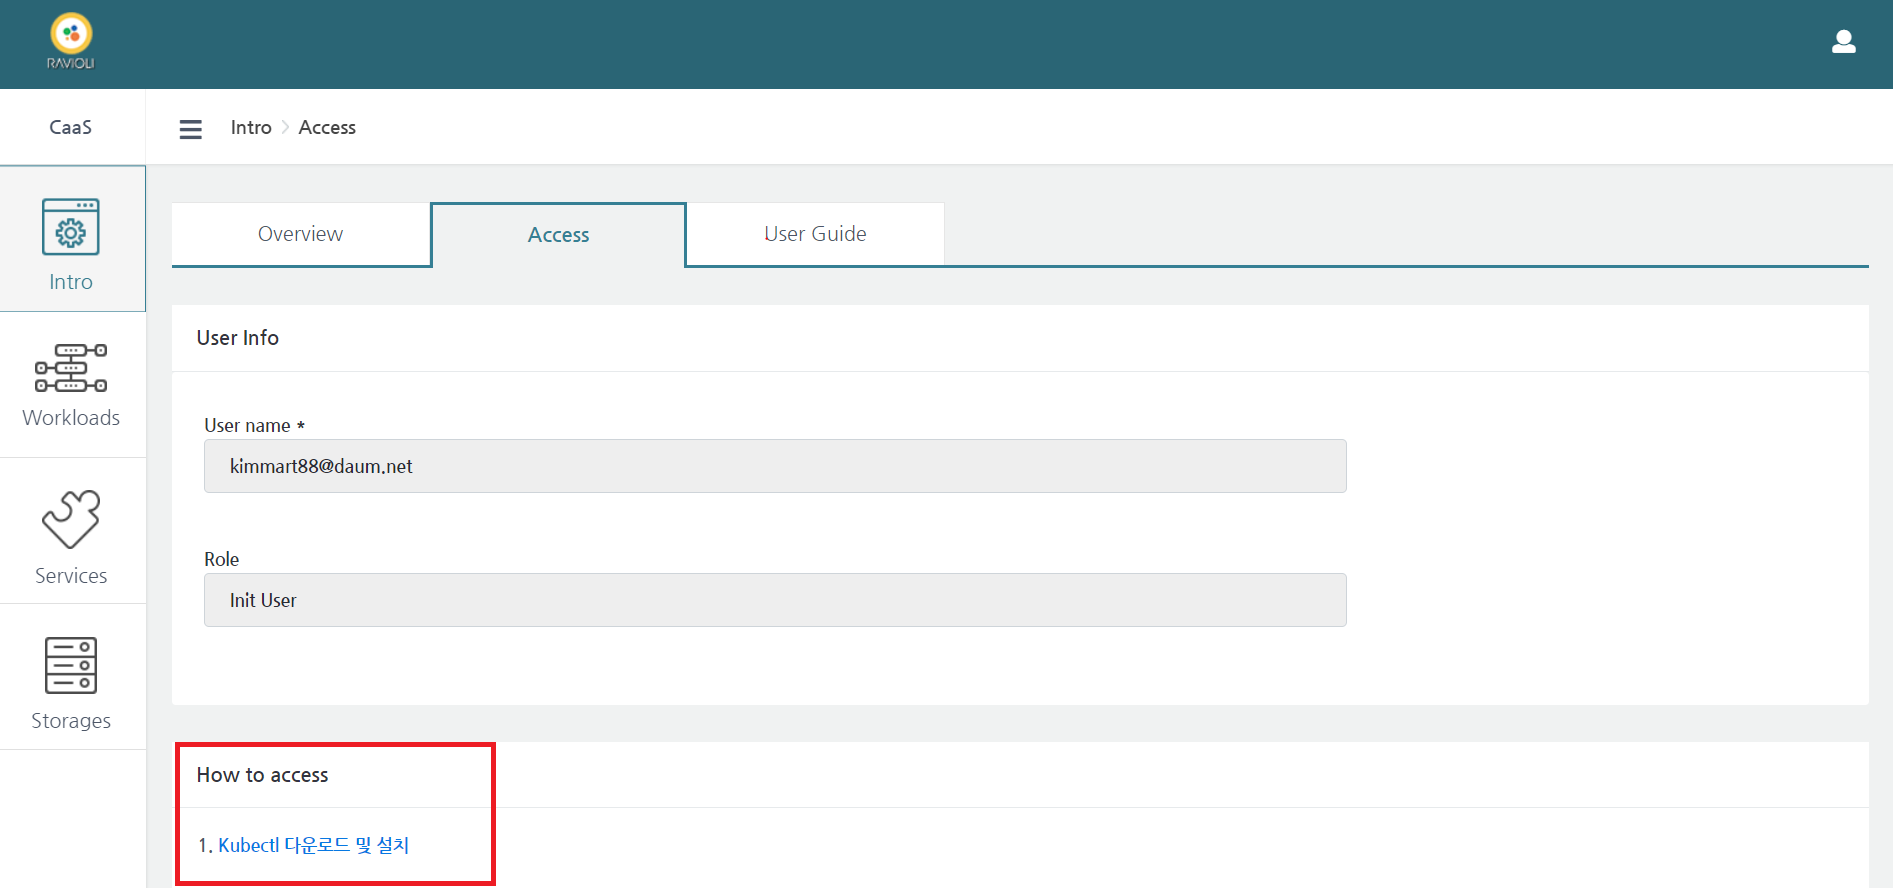 RAVIOLI
CaaS
Intro > Access
Intro
Workloads
Services
Storages
Overview
Access
User Guide
User Info
User name *
kimmart88@daum.net
Role
Init User
How to access
1. Kubectl 다운로드 및 설치